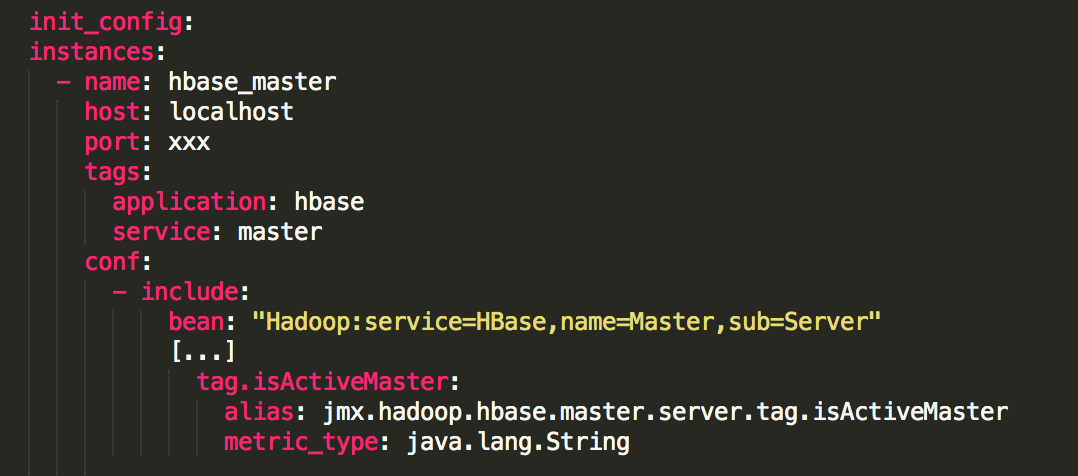 init_config:
instances:
  - name: hbase_master
    host: localhost
    port: xxx
    tags:
      application: hbase
      service: master
    conf:
      - include:
          bean: "Hadoop:service=HBase,name=Master,sub=Server"
          [...]
            tag.isActiveMaster:
              alias: jmx.hadoop.hbase.master.server.tag.isActiveMaster
              metric_type: java.lang.String